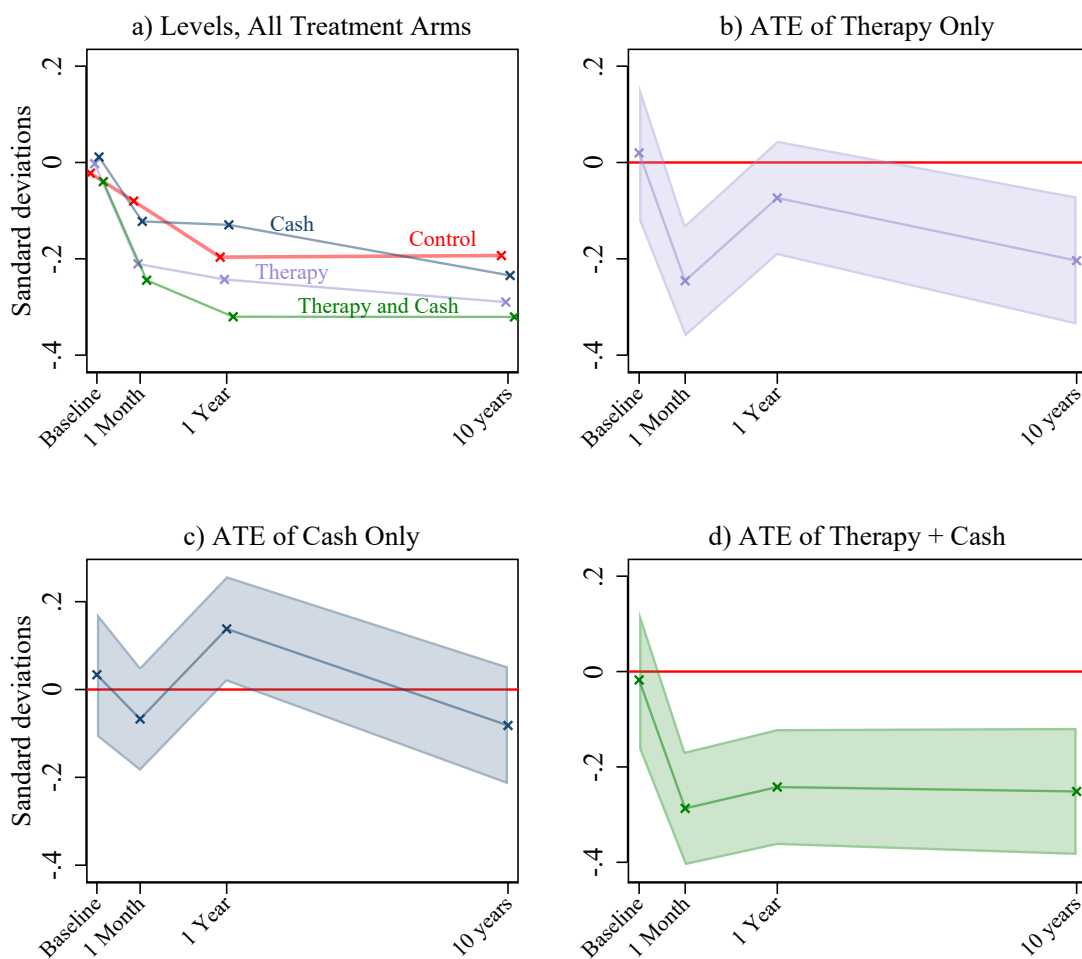 a) Levels, All Treatment Arms
Sandard deviations
.2
0
-.2
-.4
Cash
Control
Therapy
Therapy and Cash
Baseline
1 Month
1 Year
10 years
b) ATE of Therapy Only
.2
0
-.2
-.4
Baseline
1 Month
1 Year
10 years
c) ATE of Cash Only
Sandard deviations
.2
0
-.2
-.4
Baseline
1 Month
1 Year
10 years
d) ATE of Therapy + Cash
.2
0
-.2
-.4
Baseline
1 Month
1 Year
10 years